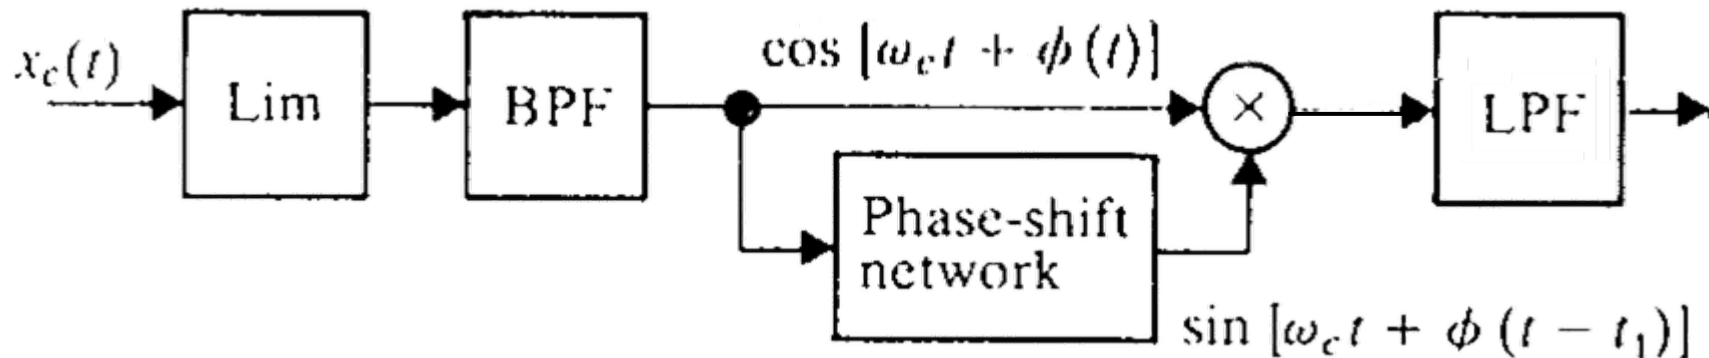 x_c(t)
Lim
BPF
cos [ω_c t + ϕ (t)]
×
LPF
Phase-shift
network
sin [ω_c t + ϕ (t − t_1)]